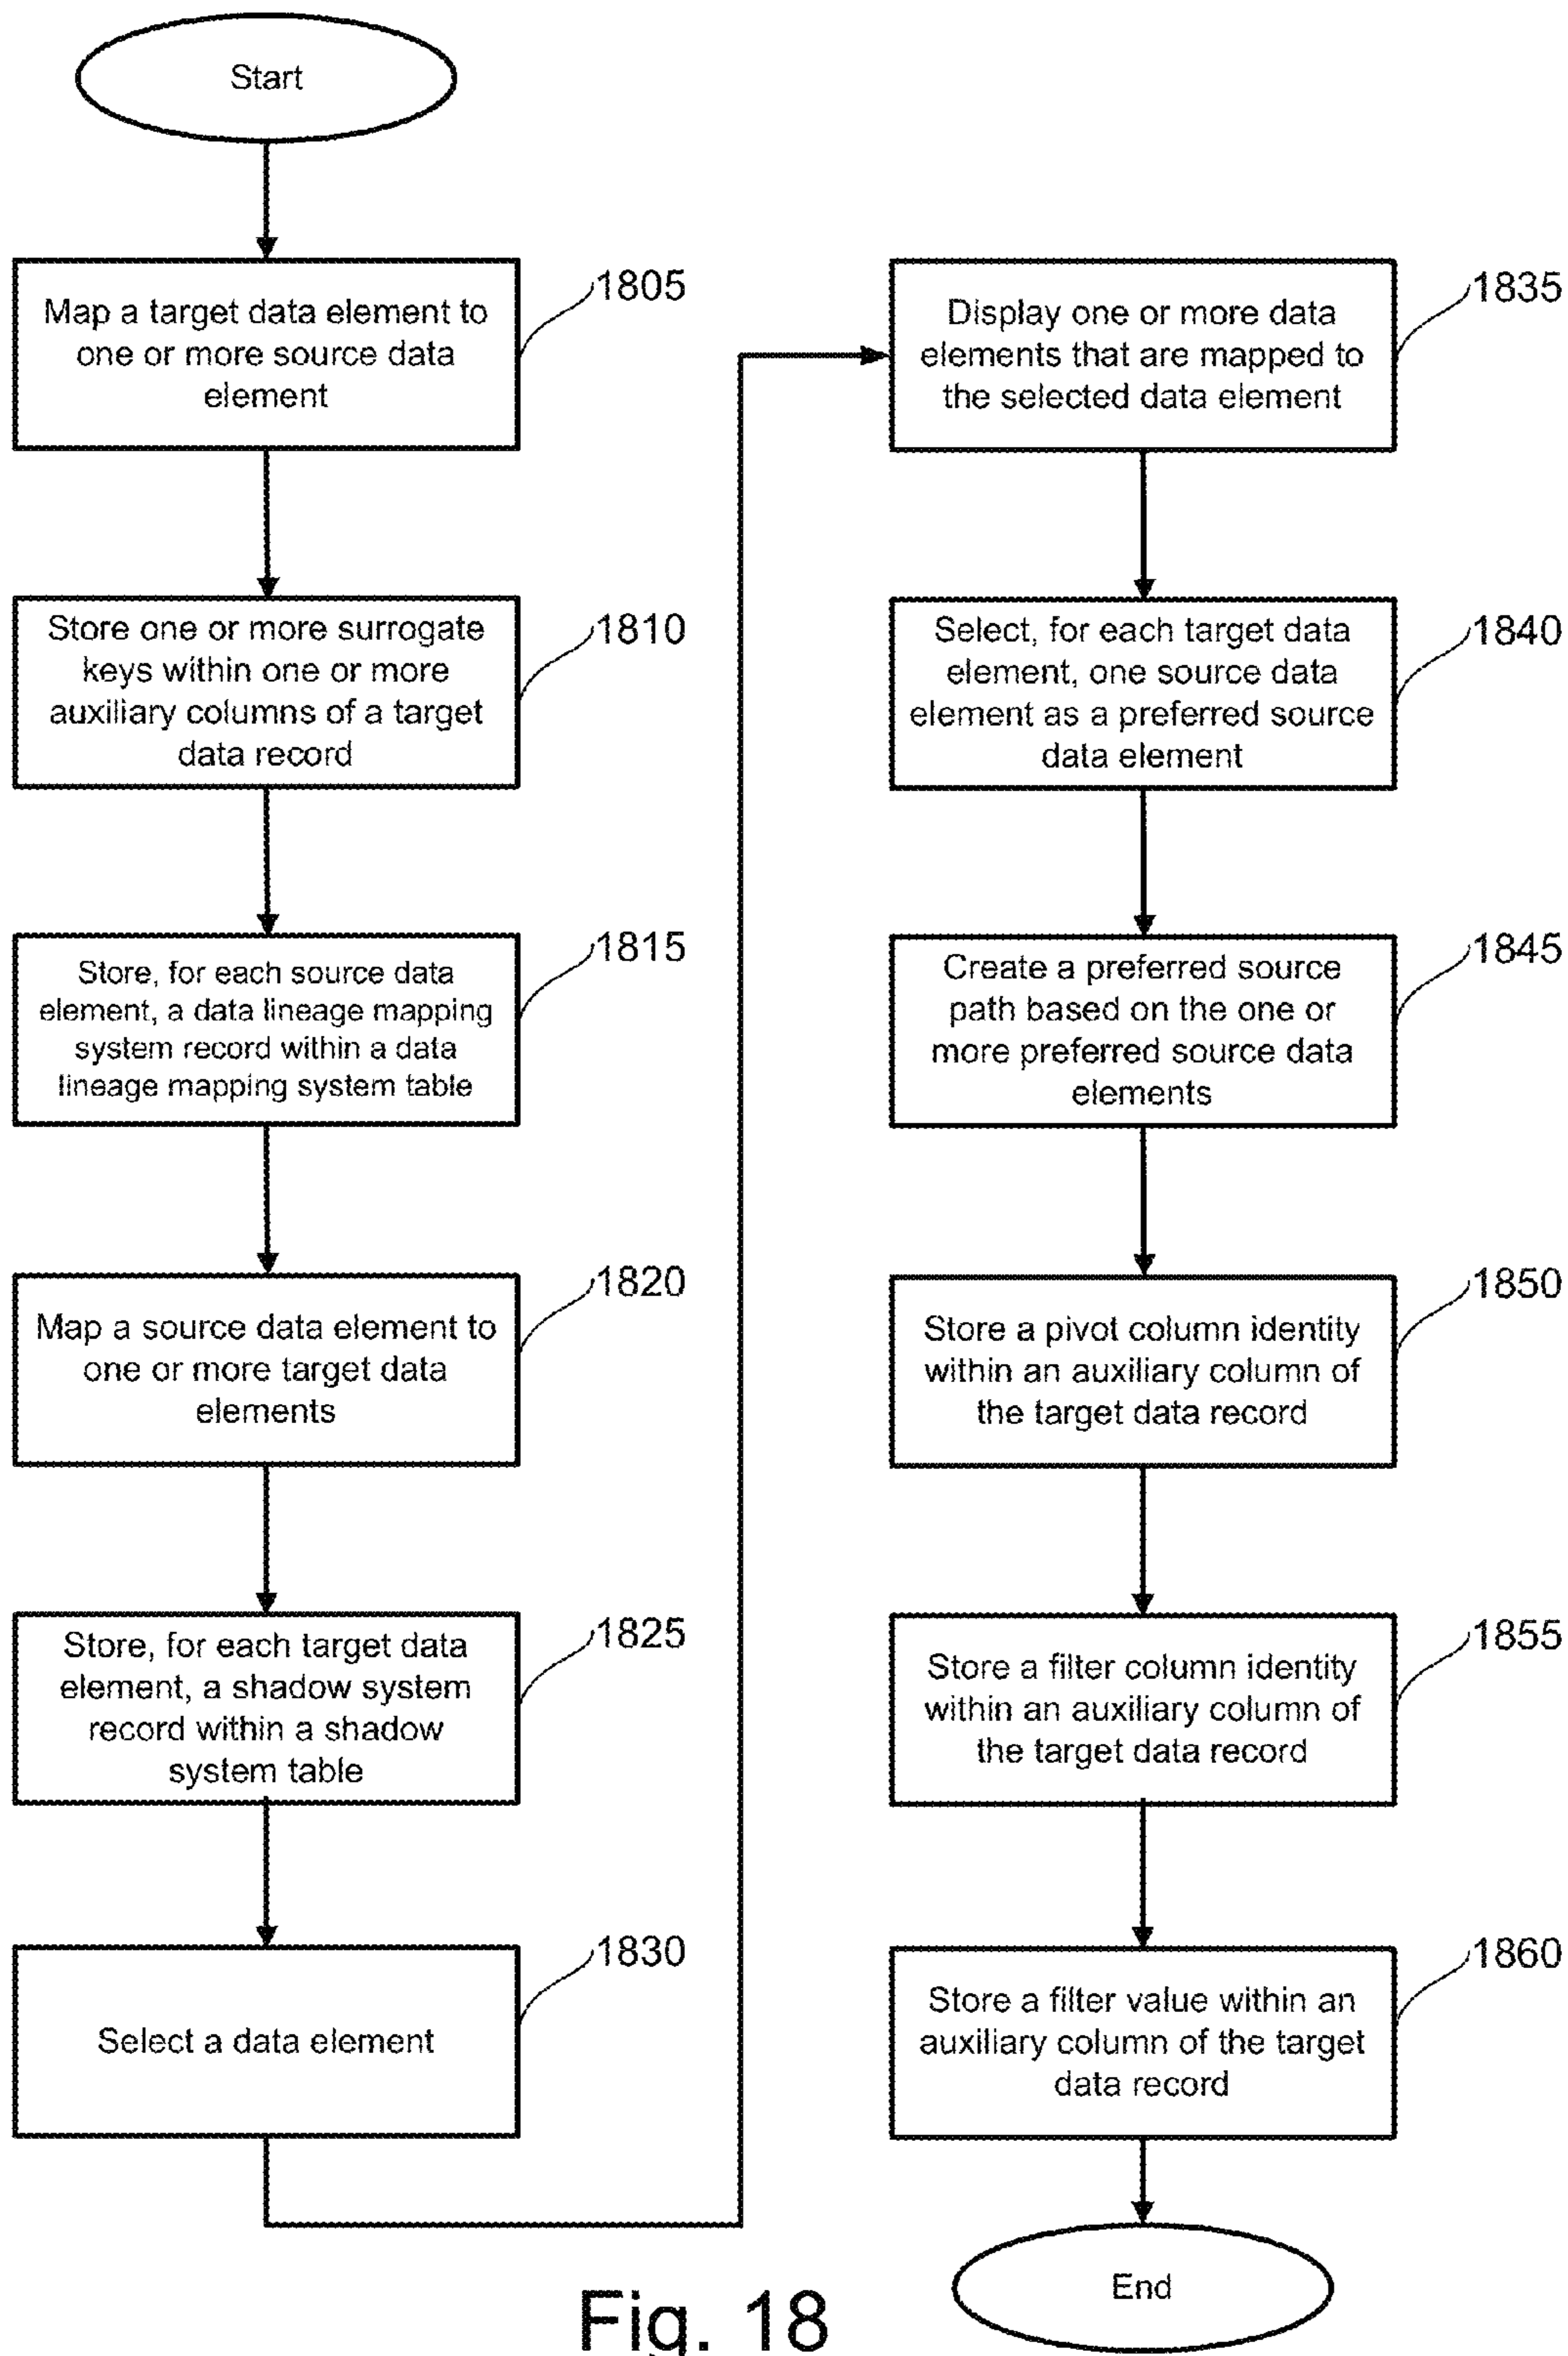 Start
Map a target data element to
one or more source data
element
1805
Store one or more surrogate
keys within one or more
auxiliary columns of a target
data record
1810
Store, for each source data
element, a data lineage mapping
system record within a data
lineage mapping system table
1815
Map a source data element to
one or more target data
elements
1820
Store, for each target data
element, a shadow system
record within a shadow
system table
1825
Select a data element
1830
Display one or more data
elements that are mapped to
the selected data element
1835
Select, for each target data
element, one source data
element as a preferred source
data element
1840
Create a preferred source
path based on the one or
more preferred source data
elements
1845
Store a pivot column identity
within an auxiliary column of
the target data record
1850
Store a filter column identity
within an auxiliary column of
the target data record
1855
Store a filter value within an
auxiliary column of the target
data record
1860
End
Fig. 18